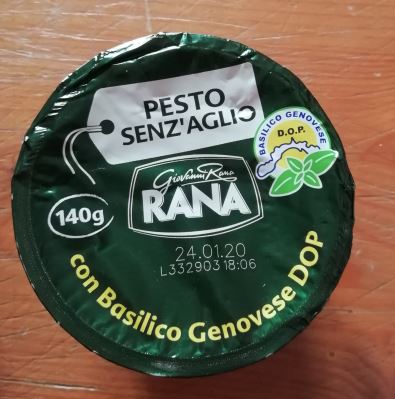 PESTO
SENZ'AGLIO
BASILICO GENOVESE
D.O.P.
Giovanni Rana
RANA
140g
24.01.20
L332903 18:06
con Basilico Genovese DOP